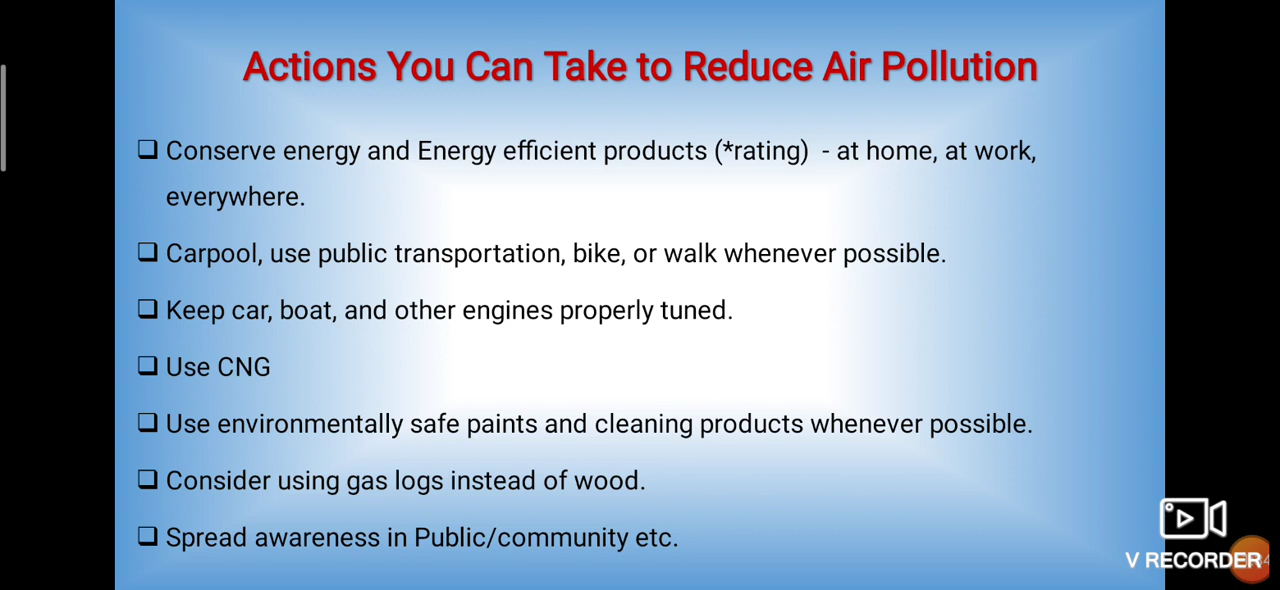 Actions You Can Take to Reduce Air Pollution
❑ Conserve energy and Energy efficient products (*rating) - at home, at work,
everywhere.
❑ Carpool, use public transportation, bike, or walk whenever possible.
❑ Keep car, boat, and other engines properly tuned.
❑ Use CNG
❑ Use environmentally safe paints and cleaning products whenever possible.
❑ Consider using gas logs instead of wood.
❑ Spread awareness in Public/community etc.
V RECORDER